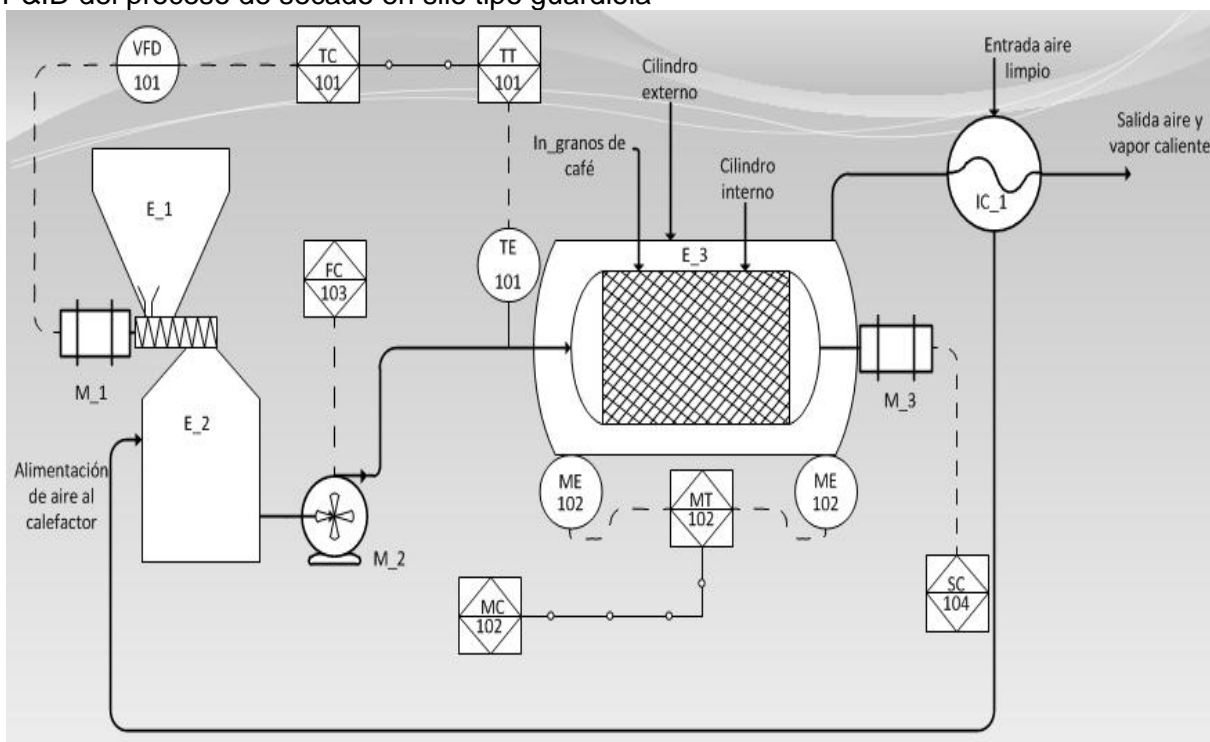 P&ID del proceso de secado en silo tipo guardiola
VFD
101
TC
101
TT
101
Cilindro
externo
Entrada aire
limpio
Salida aire y
vapor caliente
In_granos de
café
Cilindro
interno
IC_1
E_1
TE
101
E_3
FC
103
M_1
M_3
E_2
Alimentación
de aire al
calefactor
ME
102
MT
102
ME
102
M_2
MC
102
SC
104